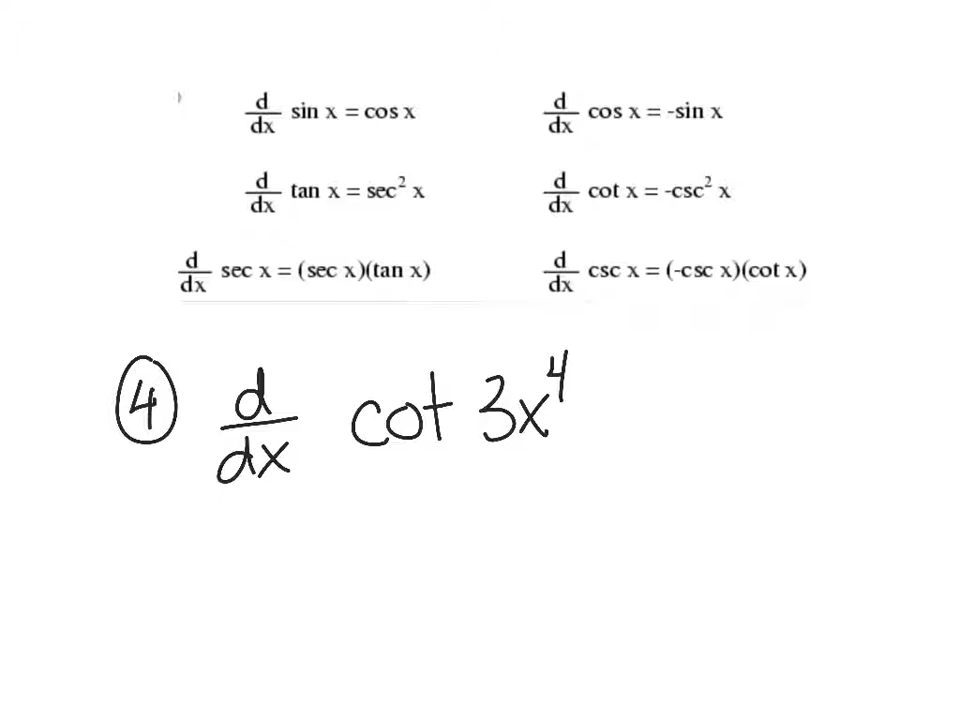 d/dx sin x = cos x d/dx cos x = -sin x
d/dx tan x = sec² x d/dx cot x = -csc² x
d/dx sec x = (sec x)(tan x) d/dx csc x = (-csc x)(cot x)
④ d/dx cot 3x⁴